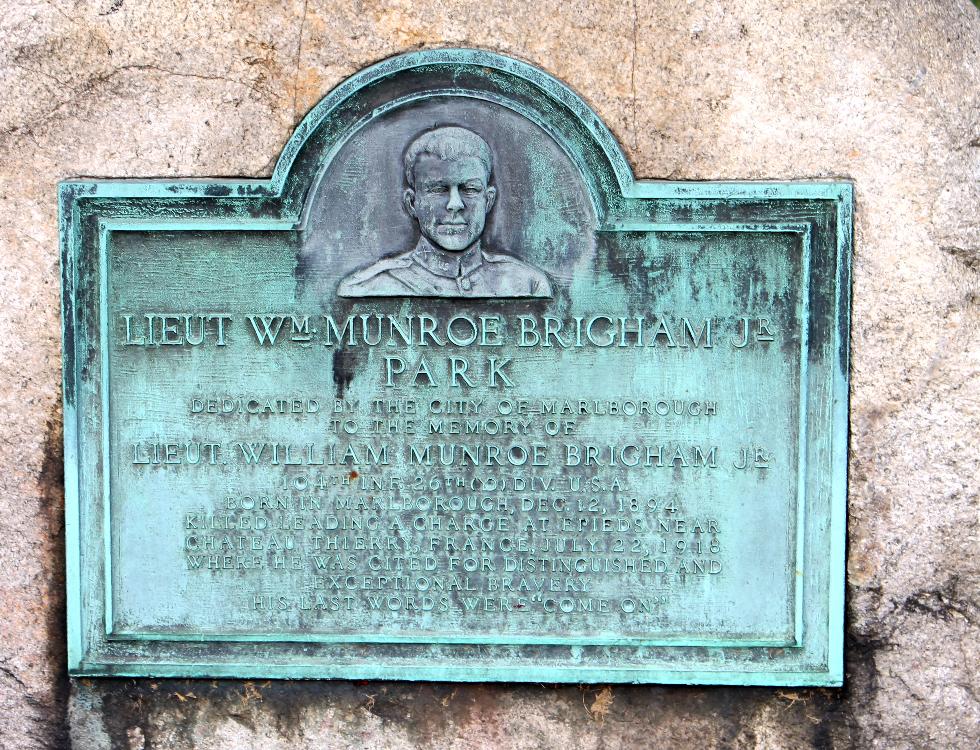 LIEUT WM. MUNROE BRIGHAM JR
PARK
DEDICATED BY THE CITY OF MARLBOROUGH
TO THE MEMORY OF
LIEUT. WILLIAM MUNROE BRIGHAM JR
104TH INF. 26TH (YD) DIV. U.S.A.
BORN IN MARLBOROUGH, DEC. 12, 1894
KILLED LEADING A CHARGE AT EPIEDS NEAR
CHATEAU THIERRY, FRANCE, JULY 22, 1918
WHERE HE WAS CITED FOR DISTINGUISHED AND
EXCEPTIONAL BRAVERY
HIS LAST WORDS WERE "COME ON"